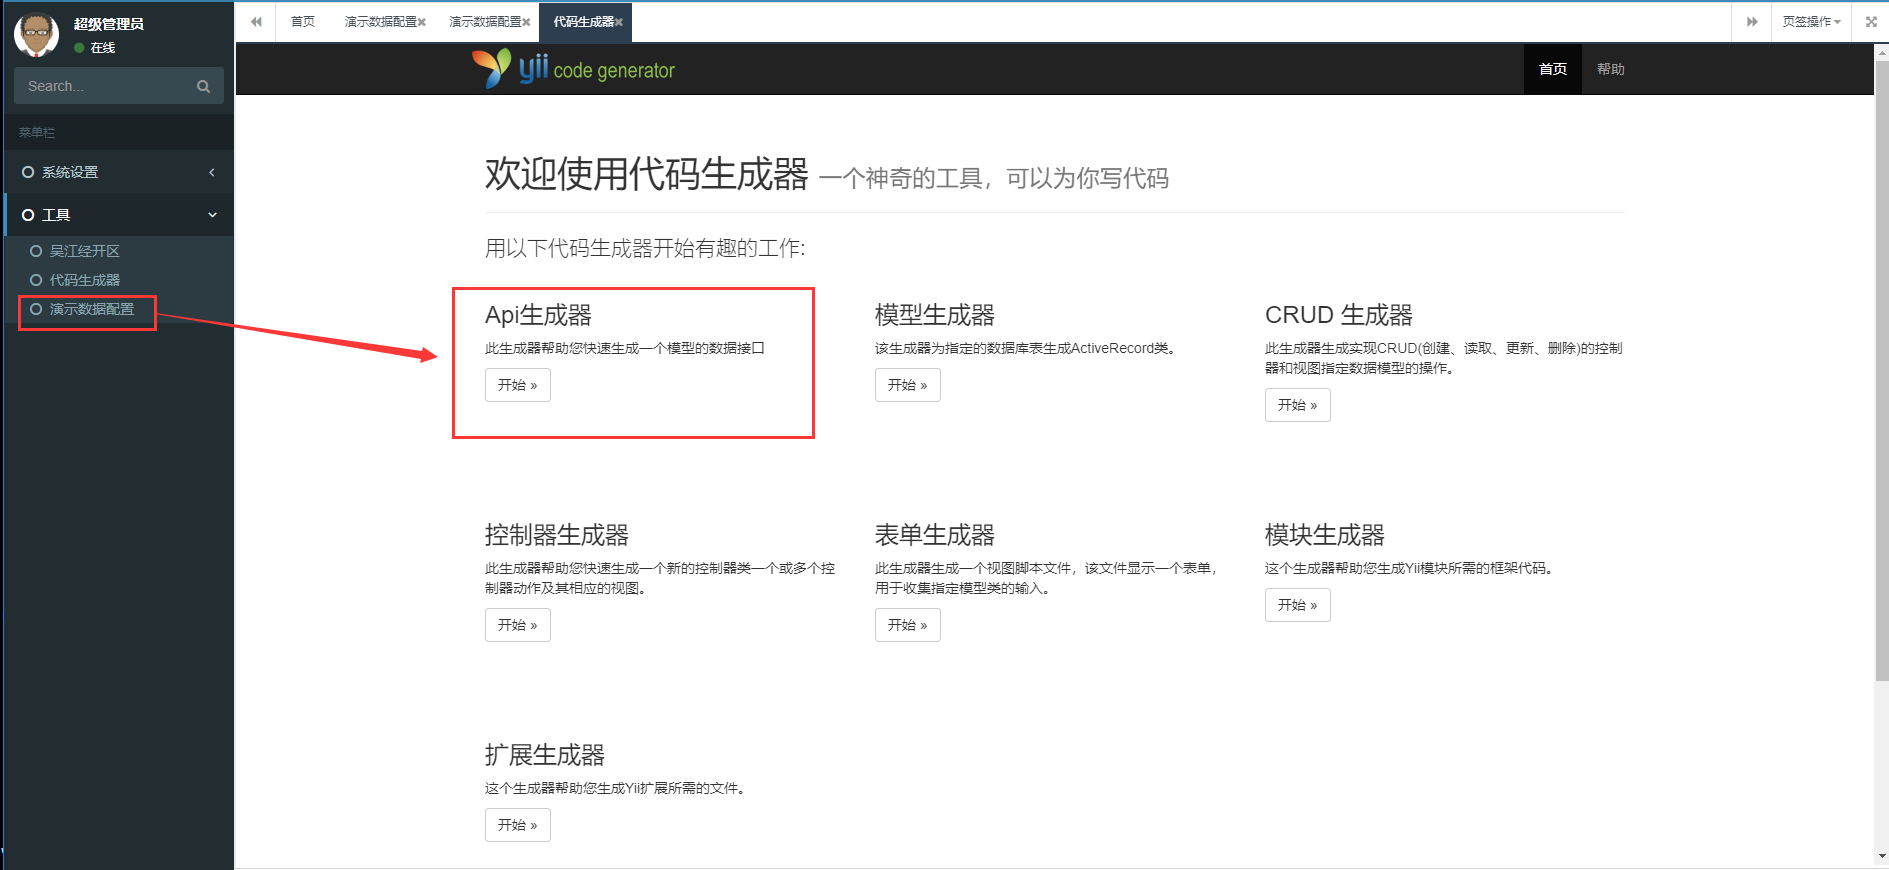 超级管理员
在线
Search...
菜单栏
系统设置
工具
吴江经开区
代码生成器
演示数据配置
首页
演示数据配置
演示数据配置
代码生成器
页签操作
yii code generator
首页
帮助
欢迎使用代码生成器 一个神奇的工具，可以为你写代码
用以下代码生成器开始有趣的工作:
Api生成器
此生成器帮助您快速生成一个模型的数据接口
开始 »
模型生成器
该生成器为指定的数据库表生成ActiveRecord类。
开始 »
CRUD 生成器
此生成器生成实现CRUD(创建、读取、更新、删除)的控制
器和视图指定数据模型的操作。
开始 »
控制器生成器
此生成器帮助您快速生成一个新的控制器类一个或多个控
制器动作及其相应的视图。
开始 »
表单生成器
此生成器生成一个视图脚本文件，该文件显示一个表单，
用于收集指定模型类的输入。
开始 »
模块生成器
这个生成器帮助您生成Yii模块所需的框架代码。
开始 »
扩展生成器
这个生成器帮助您生成Yii扩展所需的文件。
开始 »